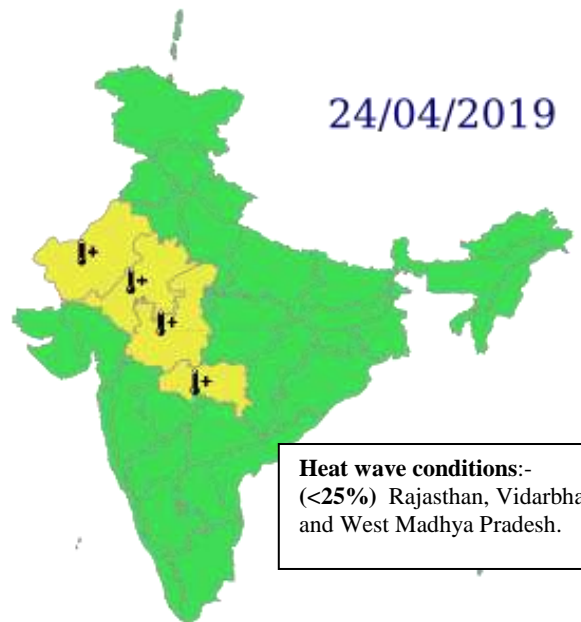 24/04/2019
Heat wave conditions:-
(<25%) Rajasthan, Vidarbha
and West Madhya Pradesh.